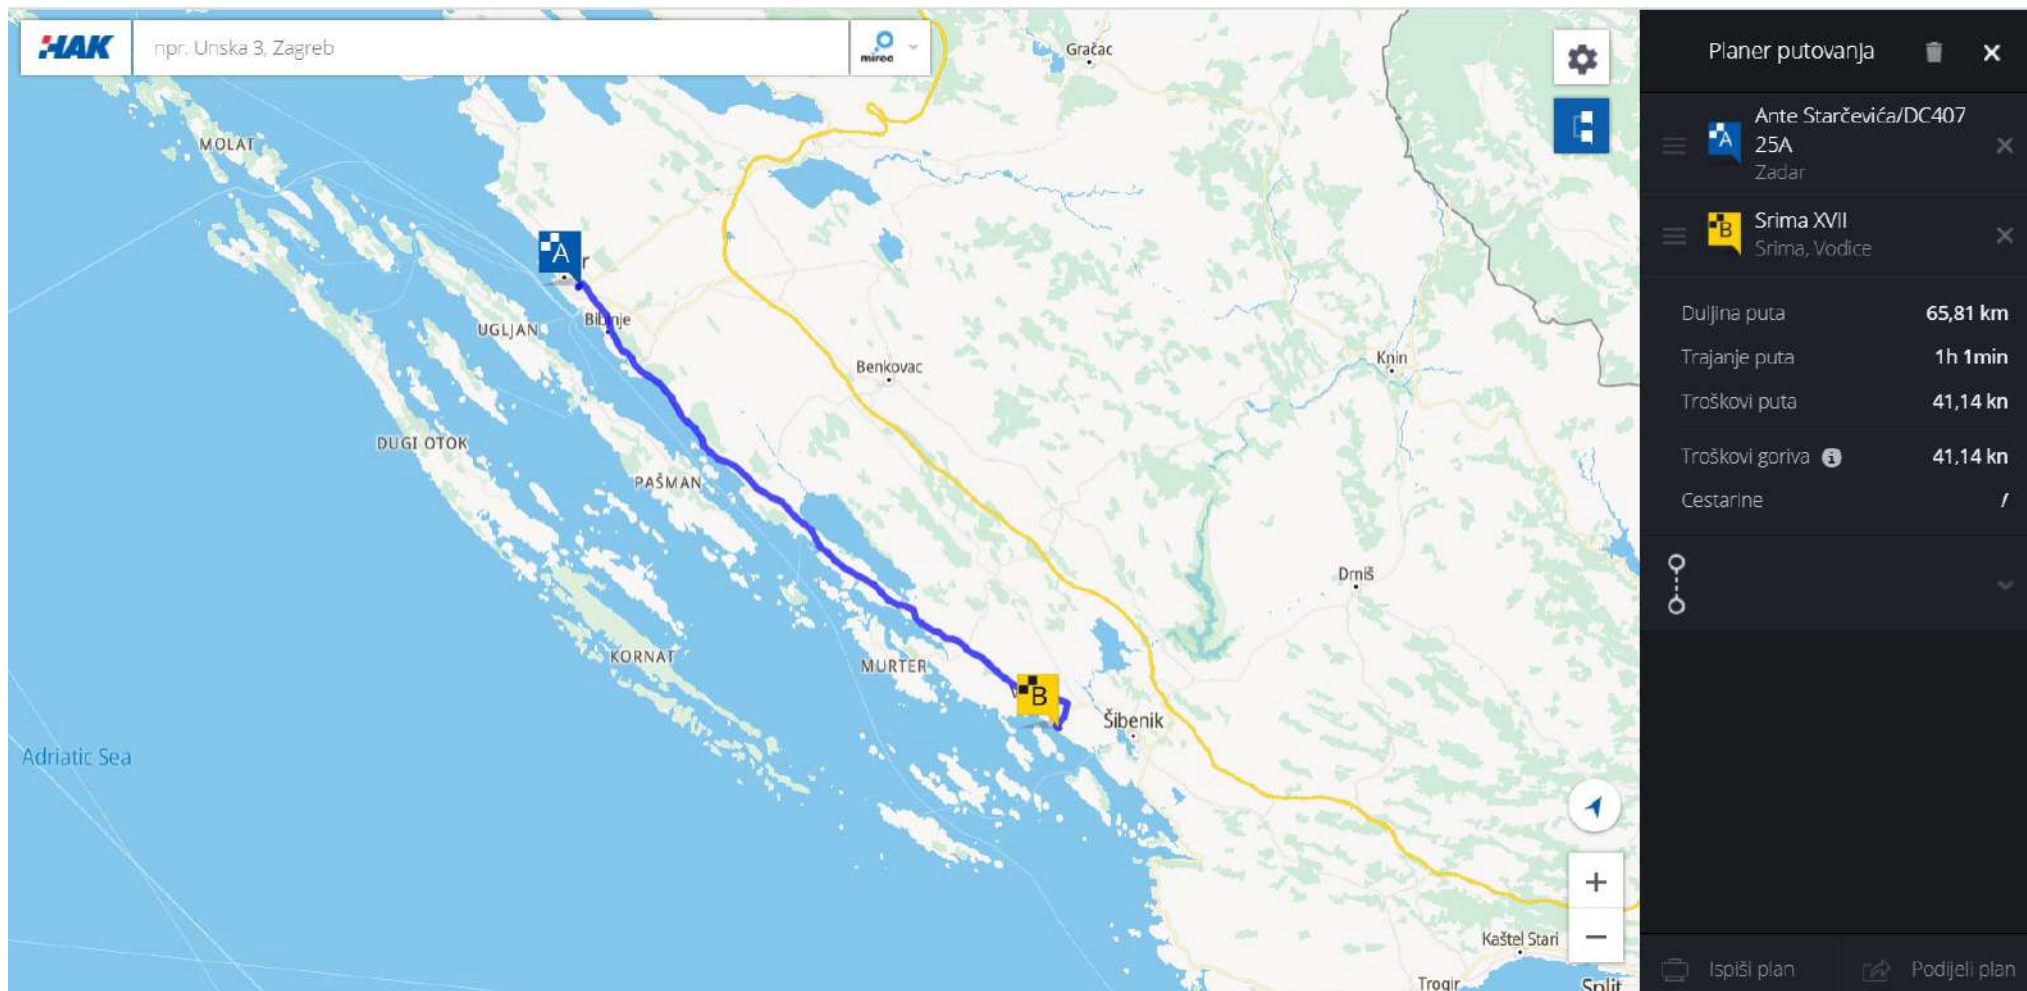 HAK
npr. Unska 3, Zagreb
mireo
Gračac
MOLAT
A
r
Bibinje
UGLJAN
Benkovac
Knin
DUGI OTOK
PAŠMAN
Drniš
KORNAT
MURTER
B
Šibenik
Adriatic Sea
Kaštel Stari
Trogir
Split
Planer putovanja
A
Ante Starčevića/DC407
25A
Zadar
B
Srima XVII
Srima, Vodice
Duljina puta 65,81 km
Trajanje puta 1h 1min
Troškovi puta 41,14 kn
Troškovi goriva i 41,14 kn
Cestarine /
Ispiši plan Podijeli plan